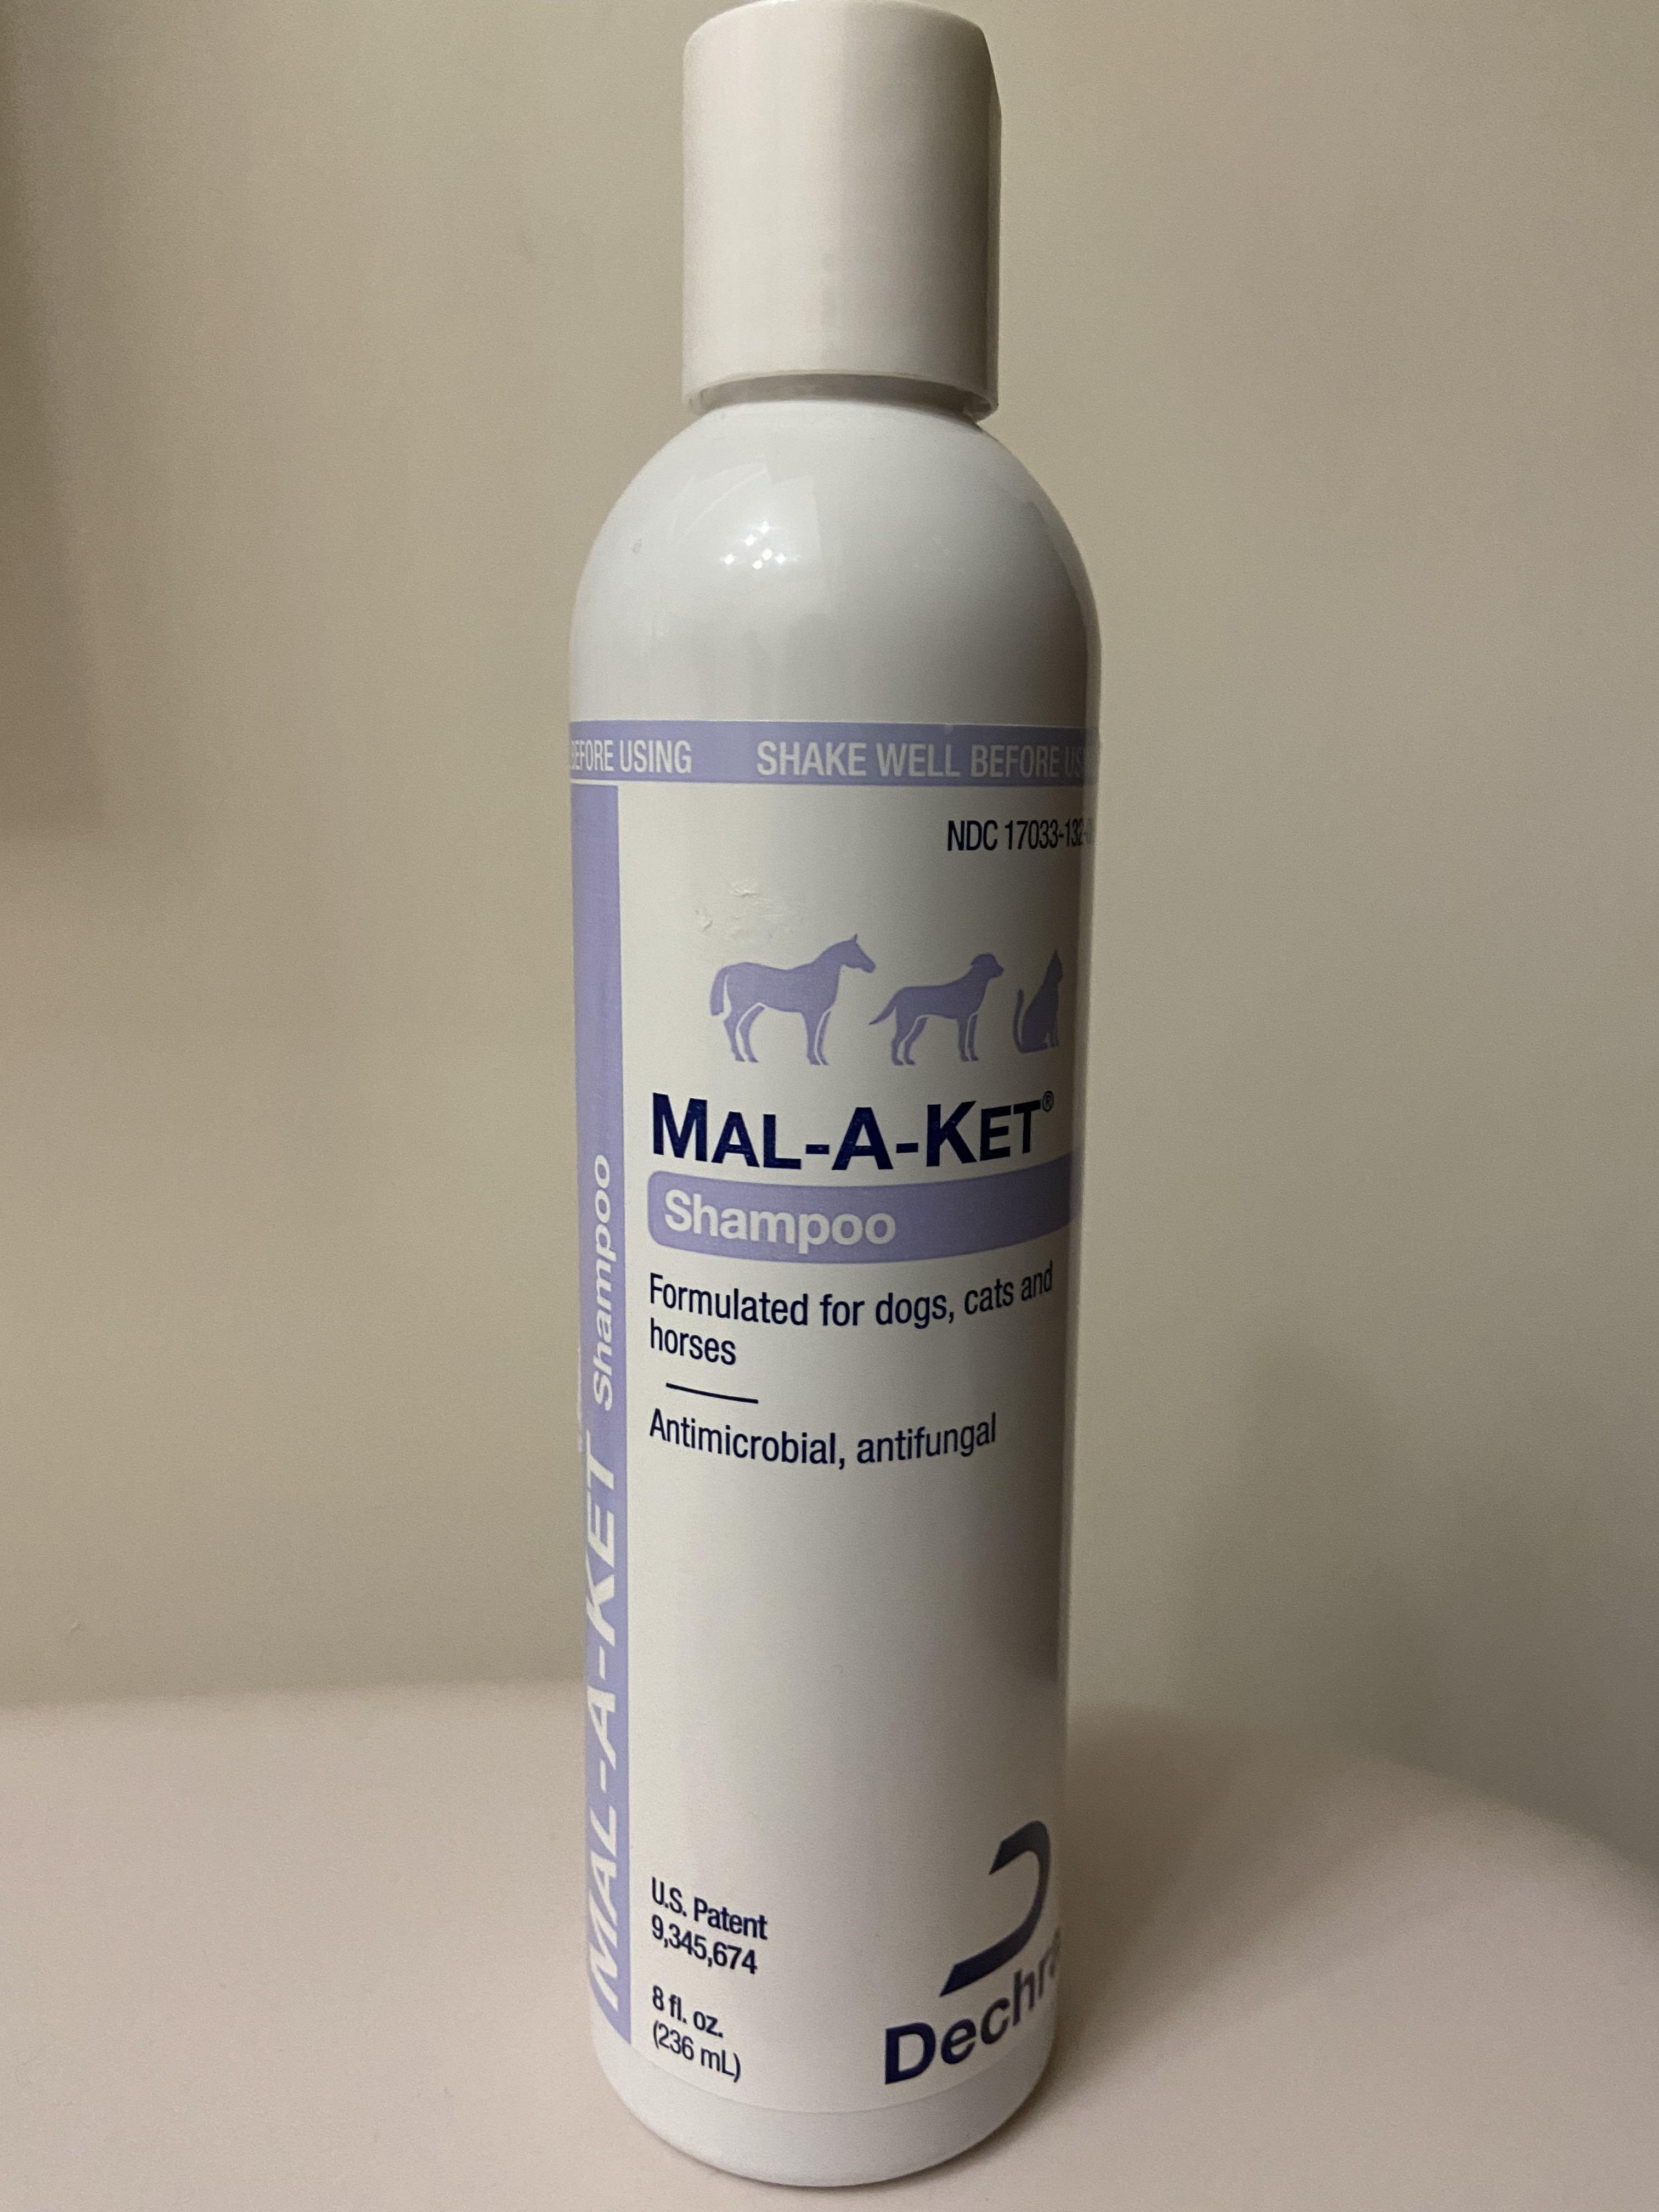 BEFORE USING SHAKE WELL BEFORE
NDC 17033-132
MAL-A-KET®
Shampoo
Formulated for dogs, cats and
horses
Antimicrobial, antifungal
MAL-A-KET Shampoo
U.S. Patent
9,345,674
8 fl. oz.
(236 mL)
Dechra